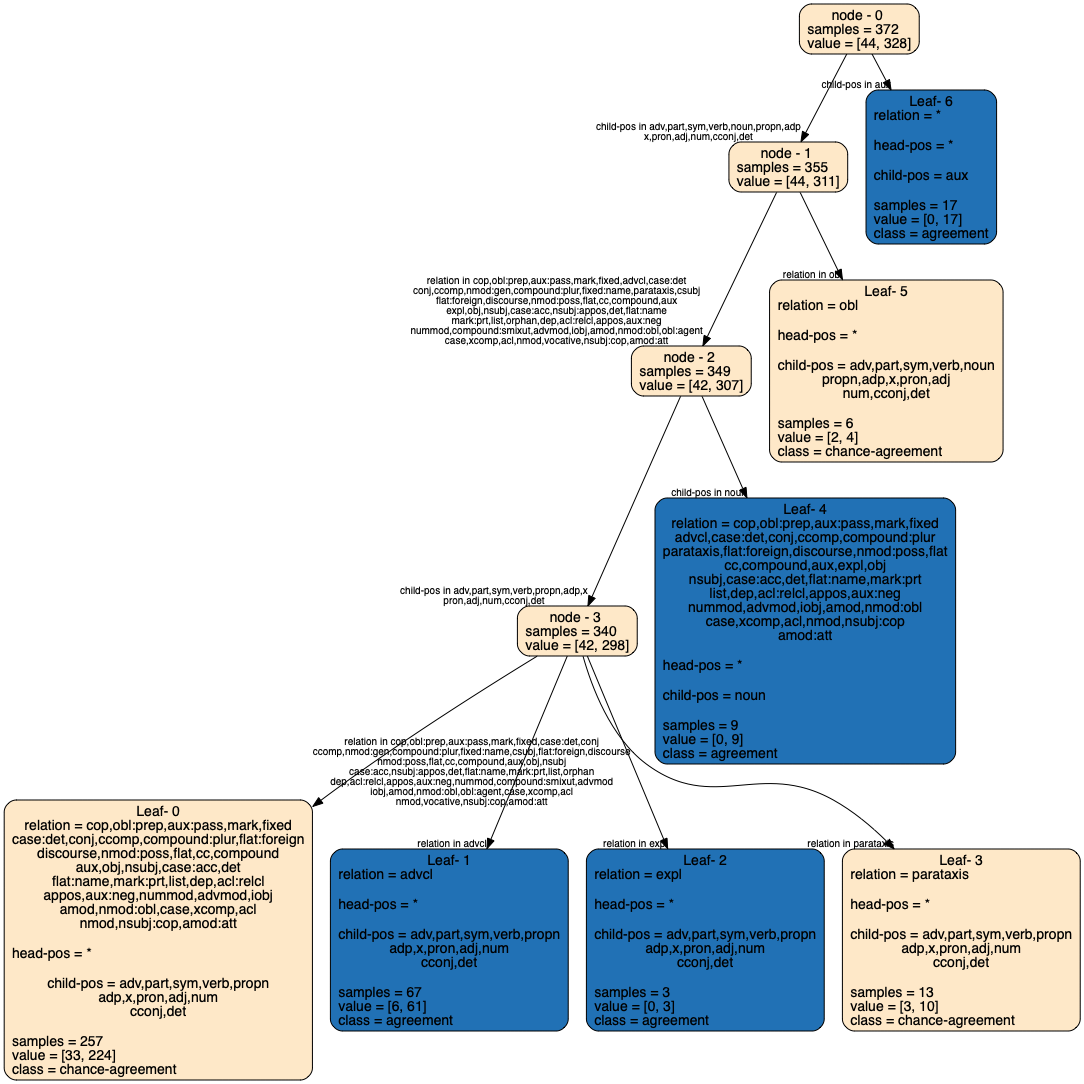 node - 0
samples = 372
value = [44, 328]
child-pos in aux
Leaf- 6
relation = *
head-pos = *
child-pos = aux
samples = 17
value = [0, 17]
class = agreement
child-pos in adv,part,sym,verb,noun,propn,adp
x,pron,adj,num,cconj,det
node - 1
samples = 355
value = [44, 311]
relation in obl
Leaf- 5
relation = obl
head-pos = *
child-pos = adv,part,sym,verb,noun
propn,adp,x,pron,adj
num,cconj,det
samples = 6
value = [2, 4]
class = chance-agreement
relation in cop,obl:prep,aux:pass,mark,fixed,advcl,case:det
conj,ccomp,nmod:gen,compound:plur,fixed:name,parataxis,csubj
flat:foreign,discourse,nmod:poss,flat,cc,compound,aux
expl,obj,nsubj,case:acc,nsubj:appos,det,flat:name
mark:prt,list,orphan,dep,acl:relcl,appos,aux:neg
nummod,compound:smixut,advmod,iobj,amod,nmod:obl,obl:agent
case,xcomp,acl,nmod,vocative,nsubj:cop,amod:att
node - 2
samples = 349
value = [42, 307]
child-pos in noun
Leaf- 4
relation = cop,obl:prep,aux:pass,mark,fixed
advcl,case:det,conj,ccomp,compound:plur
parataxis,flat:foreign,discourse,nmod:poss,flat
cc,compound,aux,expl,obj
nsubj,case:acc,det,flat:name,mark:prt
list,dep,acl:relcl,appos,aux:neg
nummod,advmod,iobj,amod,nmod:obl
case,xcomp,acl,nmod,nsubj:cop
amod:att
head-pos = *
child-pos = noun
samples = 9
value = [0, 9]
class = agreement
child-pos in adv,part,sym,verb,propn,adp,x
pron,adj,num,cconj,det
node - 3
samples = 340
value = [42, 298]
relation in cop,obl:prep,aux:pass,mark,fixed,case:det,conj
ccomp,nmod:gen,compound:plur,fixed:name,csubj,flat:foreign,discourse
nmod:poss,flat,cc,compound,aux,obj,nsubj
case:acc,nsubj:appos,det,flat:name,mark:prt,list,orphan
dep,acl:relcl,appos,aux:neg,nummod,compound:smixut,advmod
iobj,amod,nmod:obl,obl:agent,case,xcomp,acl
nmod,vocative,nsubj:cop,amod:att
Leaf- 0
relation = cop,obl:prep,aux:pass,mark,fixed
case:det,conj,ccomp,compound:plur,flat:foreign
discourse,nmod:poss,flat,cc,compound
aux,obj,nsubj,case:acc,det
flat:name,mark:prt,list,dep,acl:relcl
appos,aux:neg,nummod,advmod,iobj
amod,nmod:obl,case,xcomp,acl
nmod,nsubj:cop,amod:att
head-pos = *
child-pos = adv,part,sym,verb,propn
adp,x,pron,adj,num
cconj,det
samples = 257
value = [33, 224]
class = chance-agreement
relation in advcl
Leaf- 1
relation = advcl
head-pos = *
child-pos = adv,part,sym,verb,propn
adp,x,pron,adj,num
cconj,det
samples = 67
value = [6, 61]
class = agreement
relation in expl
Leaf- 2
relation = expl
head-pos = *
child-pos = adv,part,sym,verb,propn
adp,x,pron,adj,num
cconj,det
samples = 3
value = [0, 3]
class = agreement
relation in parataxis
Leaf- 3
relation = parataxis
head-pos = *
child-pos = adv,part,sym,verb,propn
adp,x,pron,adj,num
cconj,det
samples = 13
value = [3, 10]
class = chance-agreement